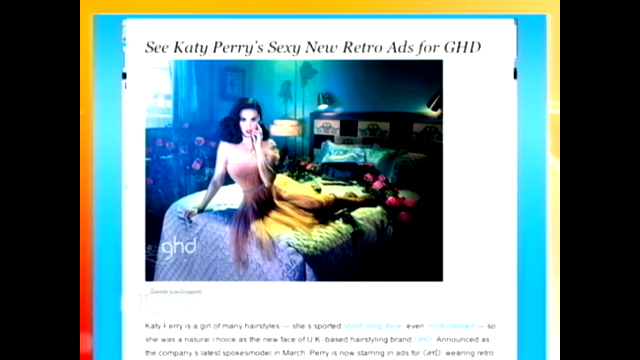 See Katy Perry's Sexy New Retro Ads for GHD
ghd
Katy Perry is a girl of many hairstyles — she's sported even — so
she was a natural choice as the new face of U.K.-based hairstyling brand GHD. Announced as
the company's latest spokesmodel in March, Perry is now starring in ads for GHD wearing retro